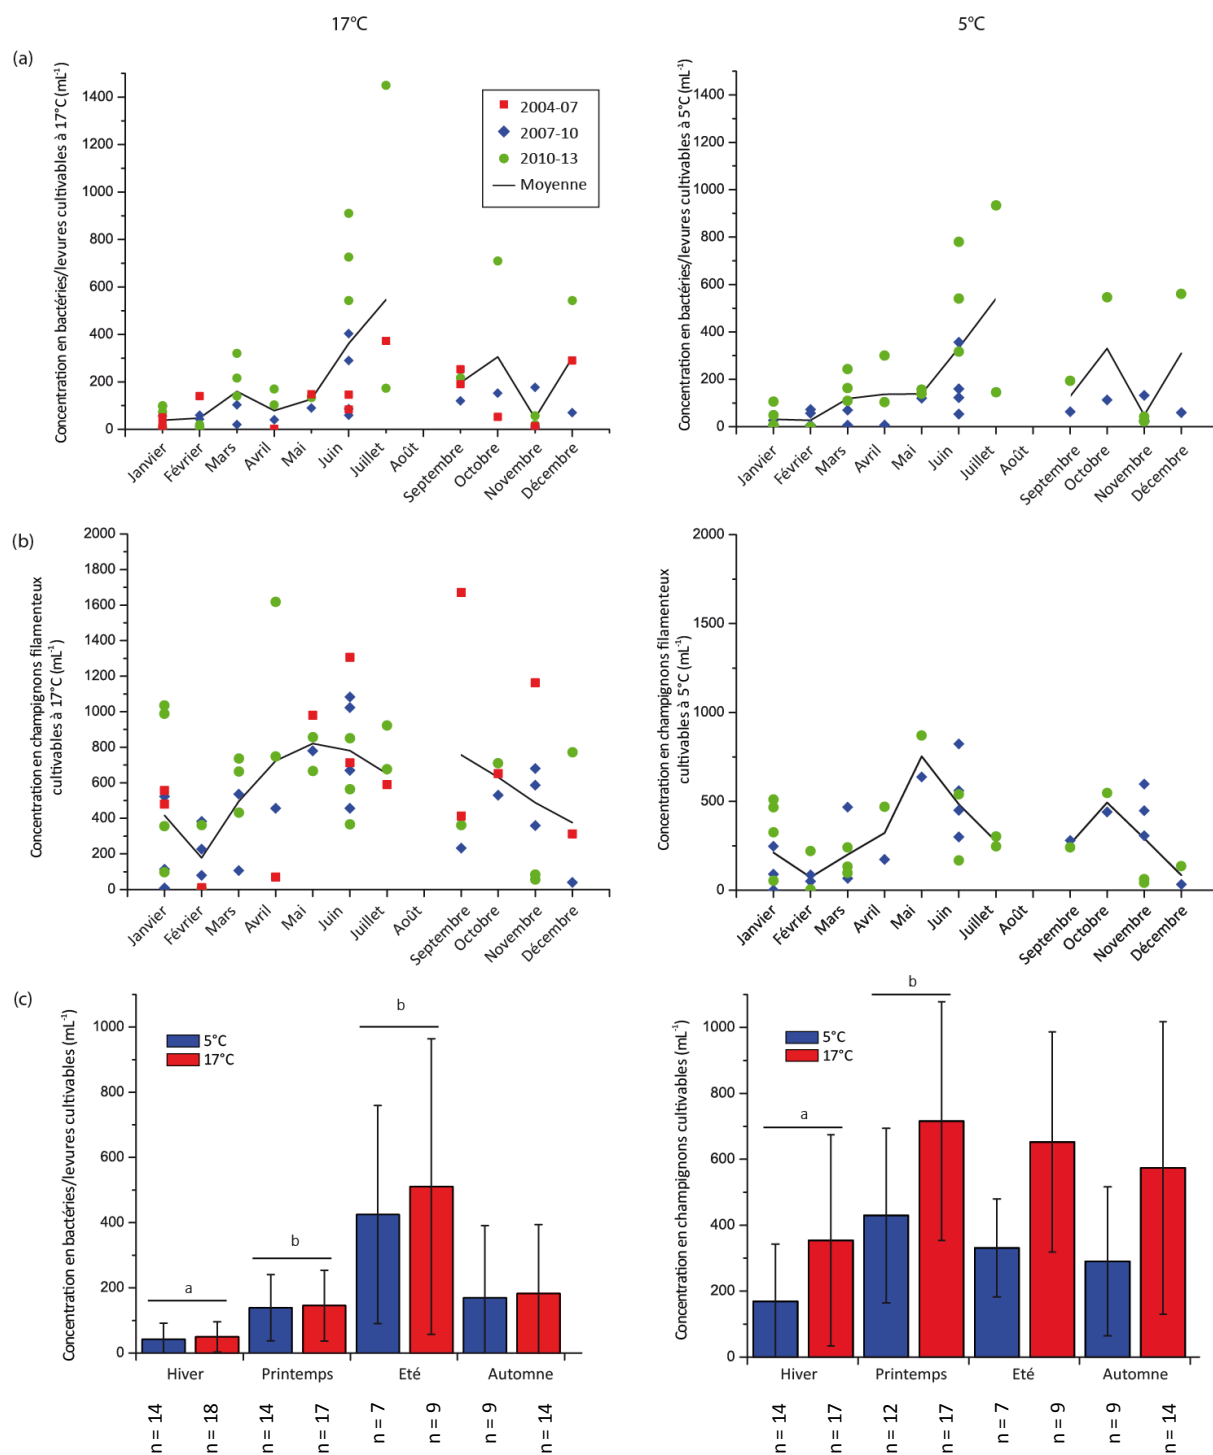 17°C
5°C
(a)
Concentration en bactéries/levures cultivables à 17°C (mL⁻¹)
1400
1200
1000
800
600
400
200
0
2004-07
2007-10
2010-13
Moyenne
Janvier
Février
Mars
Avril
Mai
Juin
Juillet
Août
Septembre
Octobre
Novembre
Décembre
Concentration en bactéries/levures cultivables à 5°C (mL⁻¹)
1400
1200
1000
800
600
400
200
0
Janvier
Février
Mars
Avril
Mai
Juin
Juillet
Août
Septembre
Octobre
Novembre
Décembre
(b)
Concentration en champignons filamenteux
cultivables à 17°C (mL⁻¹)
2000
1800
1600
1400
1200
1000
800
600
400
200
0
Janvier
Février
Mars
Avril
Mai
Juin
Juillet
Août
Septembre
Octobre
Novembre
Décembre
Concentration en champignons filamenteux
cultivables à 5°C (mL⁻¹)
2000
1500
1000
500
0
Janvier
Février
Mars
Avril
Mai
Juin
Juillet
Août
Septembre
Octobre
Novembre
Décembre
(c)
Concentration en bactéries/levures cultivables (mL⁻¹)
1000
800
600
400
200
0
5°C
17°C
a
b
b
Hiver
Printemps
Eté
Automne
n = 14
n = 18
n = 14
n = 17
n = 7
n = 9
n = 9
n = 14
Concentration en champignons cultivables (mL⁻¹)
1000
800
600
400
200
0
5°C
17°C
a
b
Hiver
Printemps
Eté
Automne
n = 14
n = 17
n = 12
n = 17
n = 7
n = 9
n = 9
n = 14